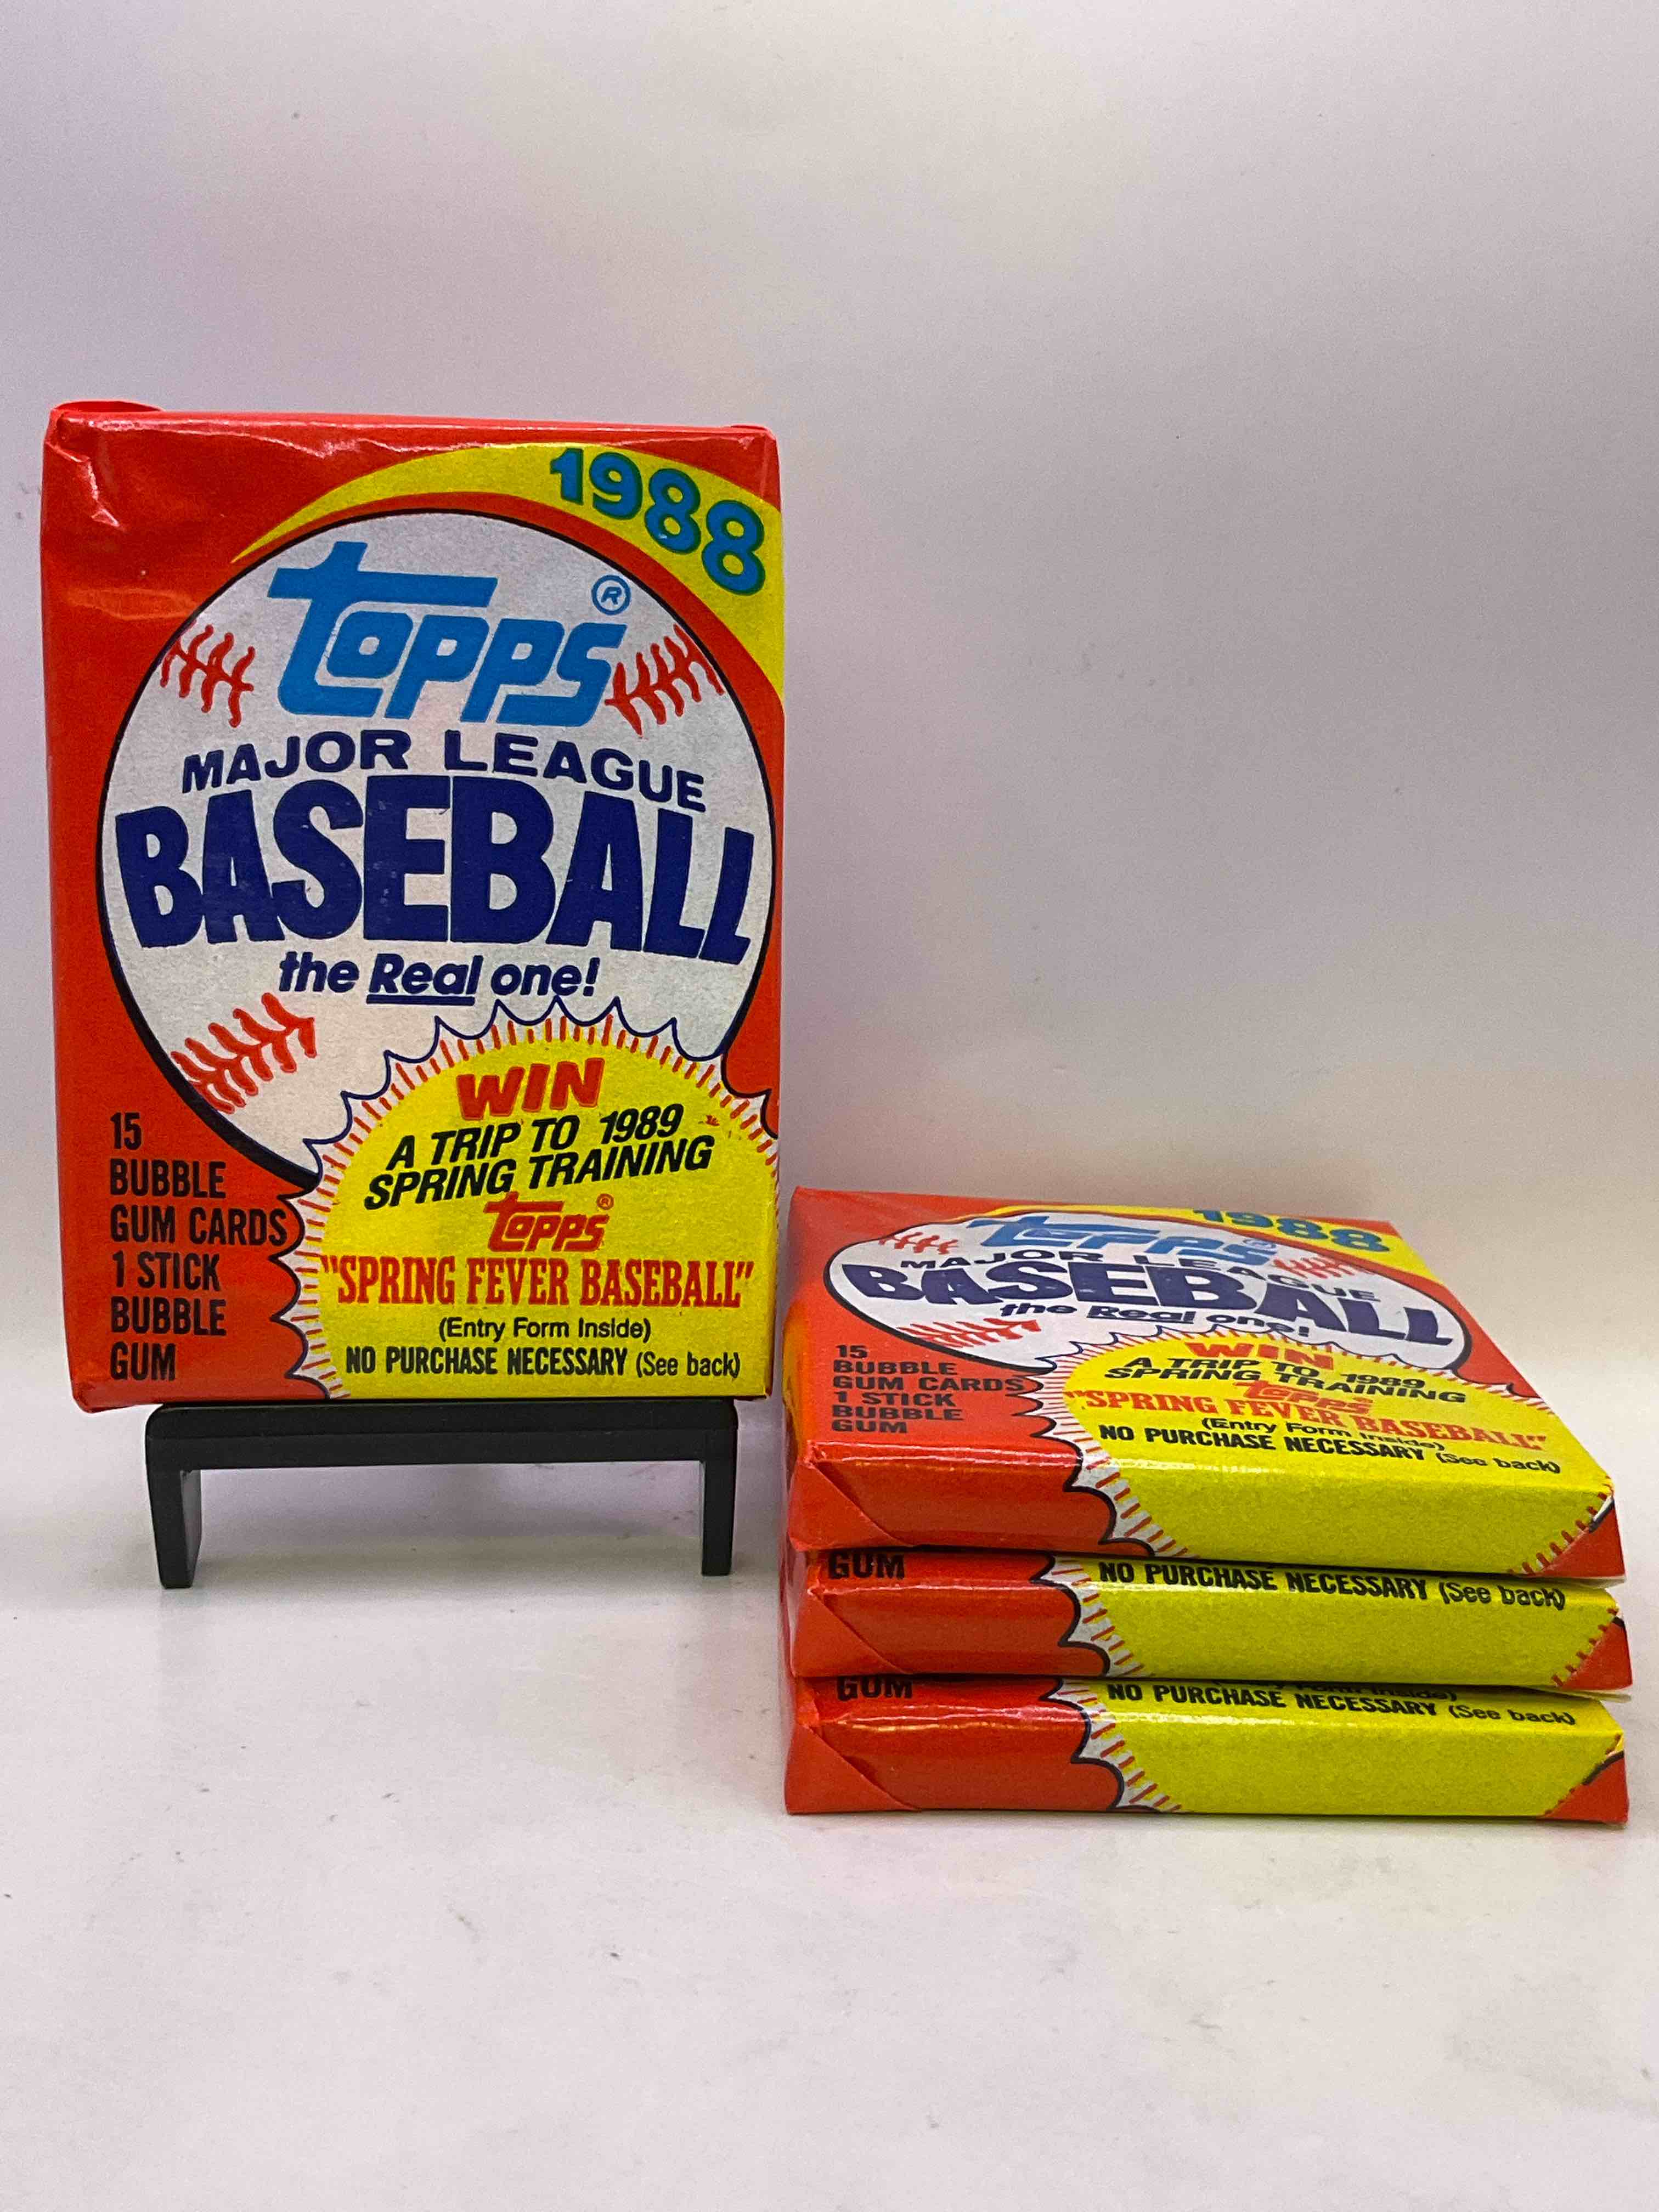 1988
Topps®
MAJOR LEAGUE
BASEBALL
the Real one!
WIN
A TRIP TO 1989
SPRING TRAINING
Topps®
"SPRING FEVER BASEBALL"
(Entry Form Inside)
NO PURCHASE NECESSARY (See back)
15
BUBBLE
GUM CARDS
1 STICK
BUBBLE
GUM
1988
Topps®
MAJOR LEAGUE
BASEBALL
the Real one!
WIN
A TRIP TO 1989
SPRING TRAINING
Topps
"SPRING FEVER BASEBALL"
(Entry Form Inside)
NO PURCHASE NECESSARY (See back)
15
BUBBLE
GUM CARDS
1 STICK
BUBBLE
GUM
GUM
NO PURCHASE NECESSARY (See back)
GUM
(Entry Form Inside)
NO PURCHASE NECESSARY (See back)